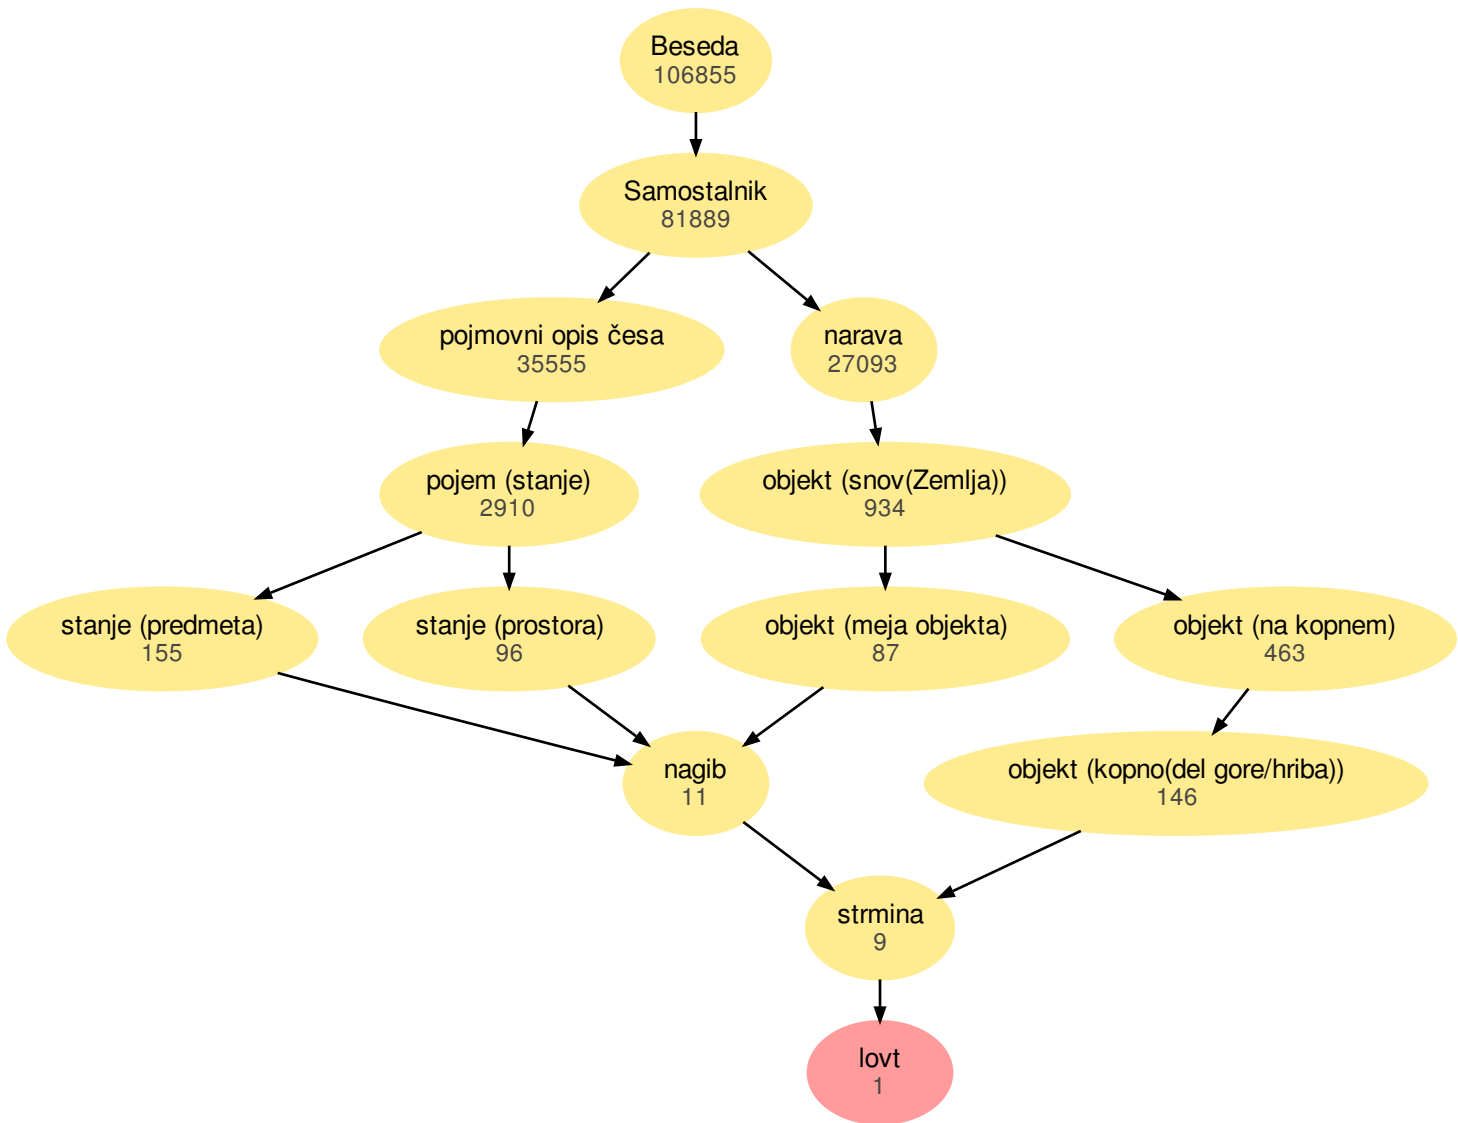 Beseda
106855
Samostalnik
81889
pojmovni opis česa
35555
narava
27093
pojem (stanje)
2910
objekt (snov(Zemlja))
934
stanje (predmeta)
155
stanje (prostora)
96
objekt (meja objekta)
87
objekt (na kopnem)
463
nagib
11
objekt (kopno(del gore/hriba))
146
strmina
9
lovt
1